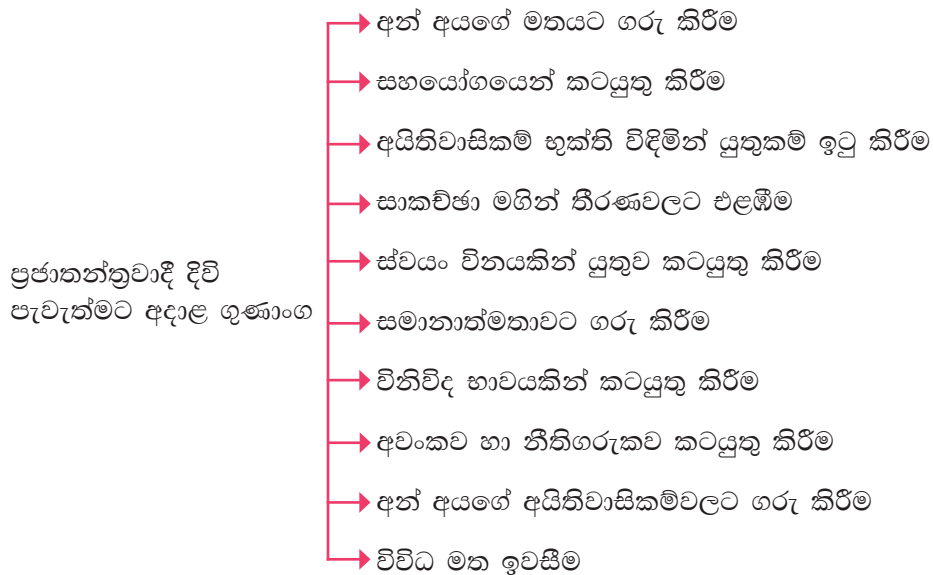 අන් අයගේ මතයට ගරු කිරීම
සහයෝගයෙන් කටයුතු කිරීම
අයිතිවාසිකම් භුක්ති විඳිමින් යුතුකම් ඉටු කිරීම
සාකච්ඡා මගින් තීරණවලට එළඹීම
ප්‍රජාතන්ත්‍රවාදී දිවි
පැවැත්මට අදාළ ගුණාංග
ස්වයං විනයකින් යුතුව කටයුතු කිරීම
සමානාත්මතාවට ගරු කිරීම
විනිවිද භාවයකින් කටයුතු කිරීම
අවංකව හා නීතිගරුකව කටයුතු කිරීම
අන් අයගේ අයිතිවාසිකම්වලට ගරු කිරීම
විවිධ මත ඉවසීම